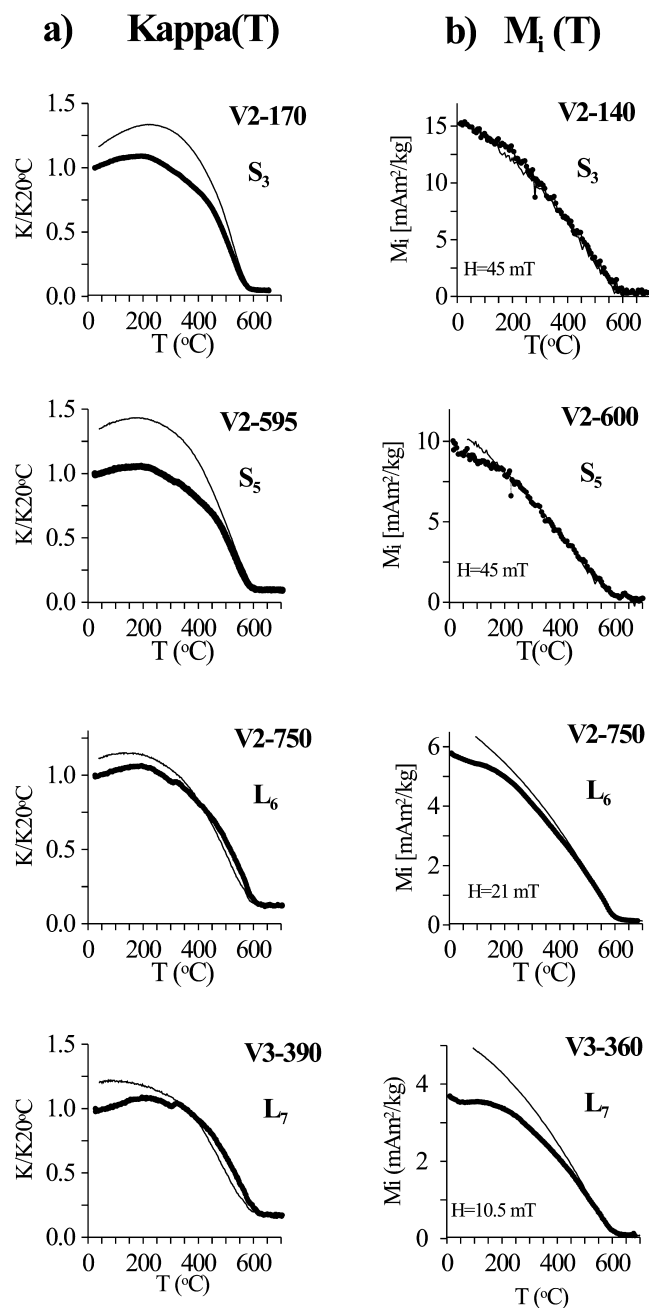 a) Kappa(T)
b) Mi (T)
V2-170
S3
K/K20oC
1.5
1.0
0.5
0.0
0 200 400 600
T (oC)
V2-140
S3
Mi [mAm2/kg]
15
10
5
0
H=45 mT
0 200 400 600
T(oC)
V2-595
S5
K/K20oC
1.5
1.0
0.5
0.0
0 200 400 600
T (oC)
V2-600
S5
Mi [mAm2/kg]
10
5
0
H=45 mT
0 200 400 600
T(oC)
V2-750
L6
K/K20oC
1.0
0.5
0.0
0 200 400 600
T (oC)
V2-750
L6
Mi [mAm2/kg]
6
4
2
0
H=21 mT
0 200 400 600
T (oC)
V3-390
L7
K/K20oC
1.5
1.0
0.5
0.0
0 200 400 600
T (oC)
V3-360
L7
Mi (mAm2/kg)
4
2
0
H=10.5 mT
0 200 400 600
T (oC)